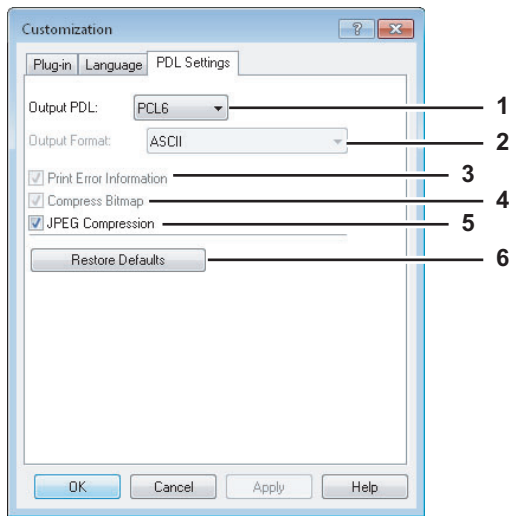 Customization
Plug-in Language PDL Settings
Output PDL: PCL6 1
Output Format: ASCII 2
Print Error Information 3
Compress Bitmap 4
JPEG Compression 5
Restore Defaults 6
OK Cancel Apply Help